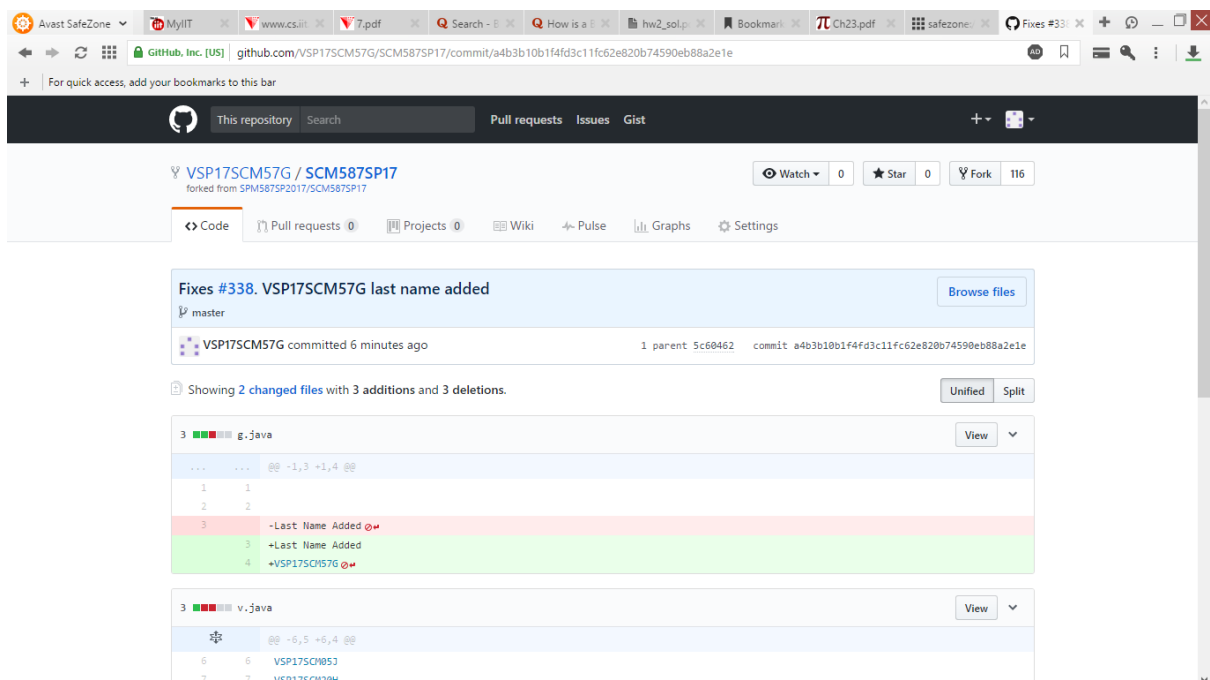 Avast SafeZone MyIIT www.cs.iit. 7.pdf Search - How is a hw2_sol.p Bookmark Ch23.pdf safezone: Fixes #338
GitHub, Inc. [US] github.com/VSP17SCM57G/SCM587SP17/commit/a4b3b10b1f4fd3c11fc62e820b74590eb88a2e1e AD
+ For quick access, add your bookmarks to this bar
This repository Search Pull requests Issues Gist
VSP17SCM57G / SCM587SP17 Watch 0 Star 0 Fork 116
forked from SPM587SP2017/SCM587SP17
<> Code Pull requests 0 Projects 0 Wiki Pulse Graphs Settings
Fixes #338. VSP17SCM57G last name added Browse files
master
VSP17SCM57G committed 6 minutes ago 1 parent 5c60462 commit a4b3b10b1f4fd3c11fc62e820b74590eb88a2e1e
Showing 2 changed files with 3 additions and 3 deletions. Unified Split
3 g.java View
... ... @@ -1,3 +1,4 @@
1 1
2 2
3 -Last Name Added
3 +Last Name Added
4 +VSP17SCM57G
3 v.java View
@@ -6,5 +6,4 @@
6 6 VSP17SCM05J
7 7 VSP17SCM20H